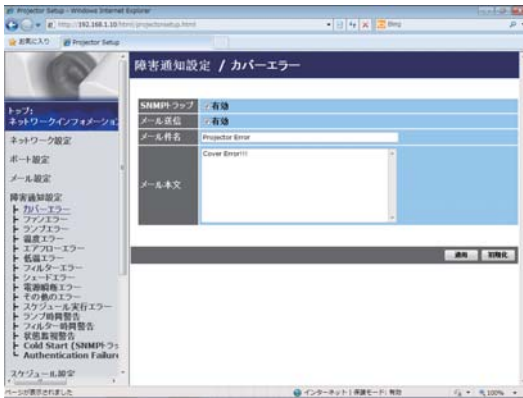 Projector Setup - Windows Internet Explorer
http://192.168.1.10/html/projectorsetup.html
Bing
お気に入り
Projector Setup
障害通知設定 / カバーエラー
トップ:
ネットワークインフォメーション
ネットワーク設定
ポート設定
メール設定
障害通知設定
カバーエラー
ファンエラー
ランプエラー
温度エラー
エアフローエラー
低温エラー
フィルターエラー
シェードエラー
電源瞬断エラー
その他のエラー
スケジュール実行エラー
ランプ時間警告
フィルター時間警告
状態監視警告
Cold Start (SNMPトラッ
Authentication Failure
スケジュール設定
SNMPトラップ 有効
メール送信 有効
メール件名 Projector Error
メール本文 Cover Error!!!
適用 初期化
ページが表示されました
インターネット | 保護モード: 無効
100%